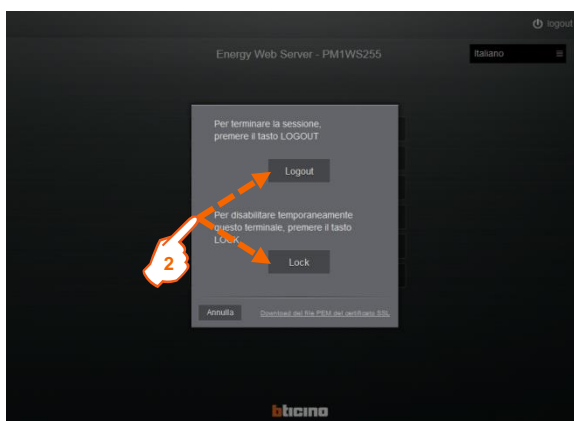 logout
Energy Web Server - PM1WS255
Italiano
Per terminare la sessione,
premere il tasto LOGOUT
Logout
Per disabilitare temporaneamente
questo terminale, premere il tasto
LOCK
2
Lock
Annulla
Download del file PEM del certificato SSL
bticino